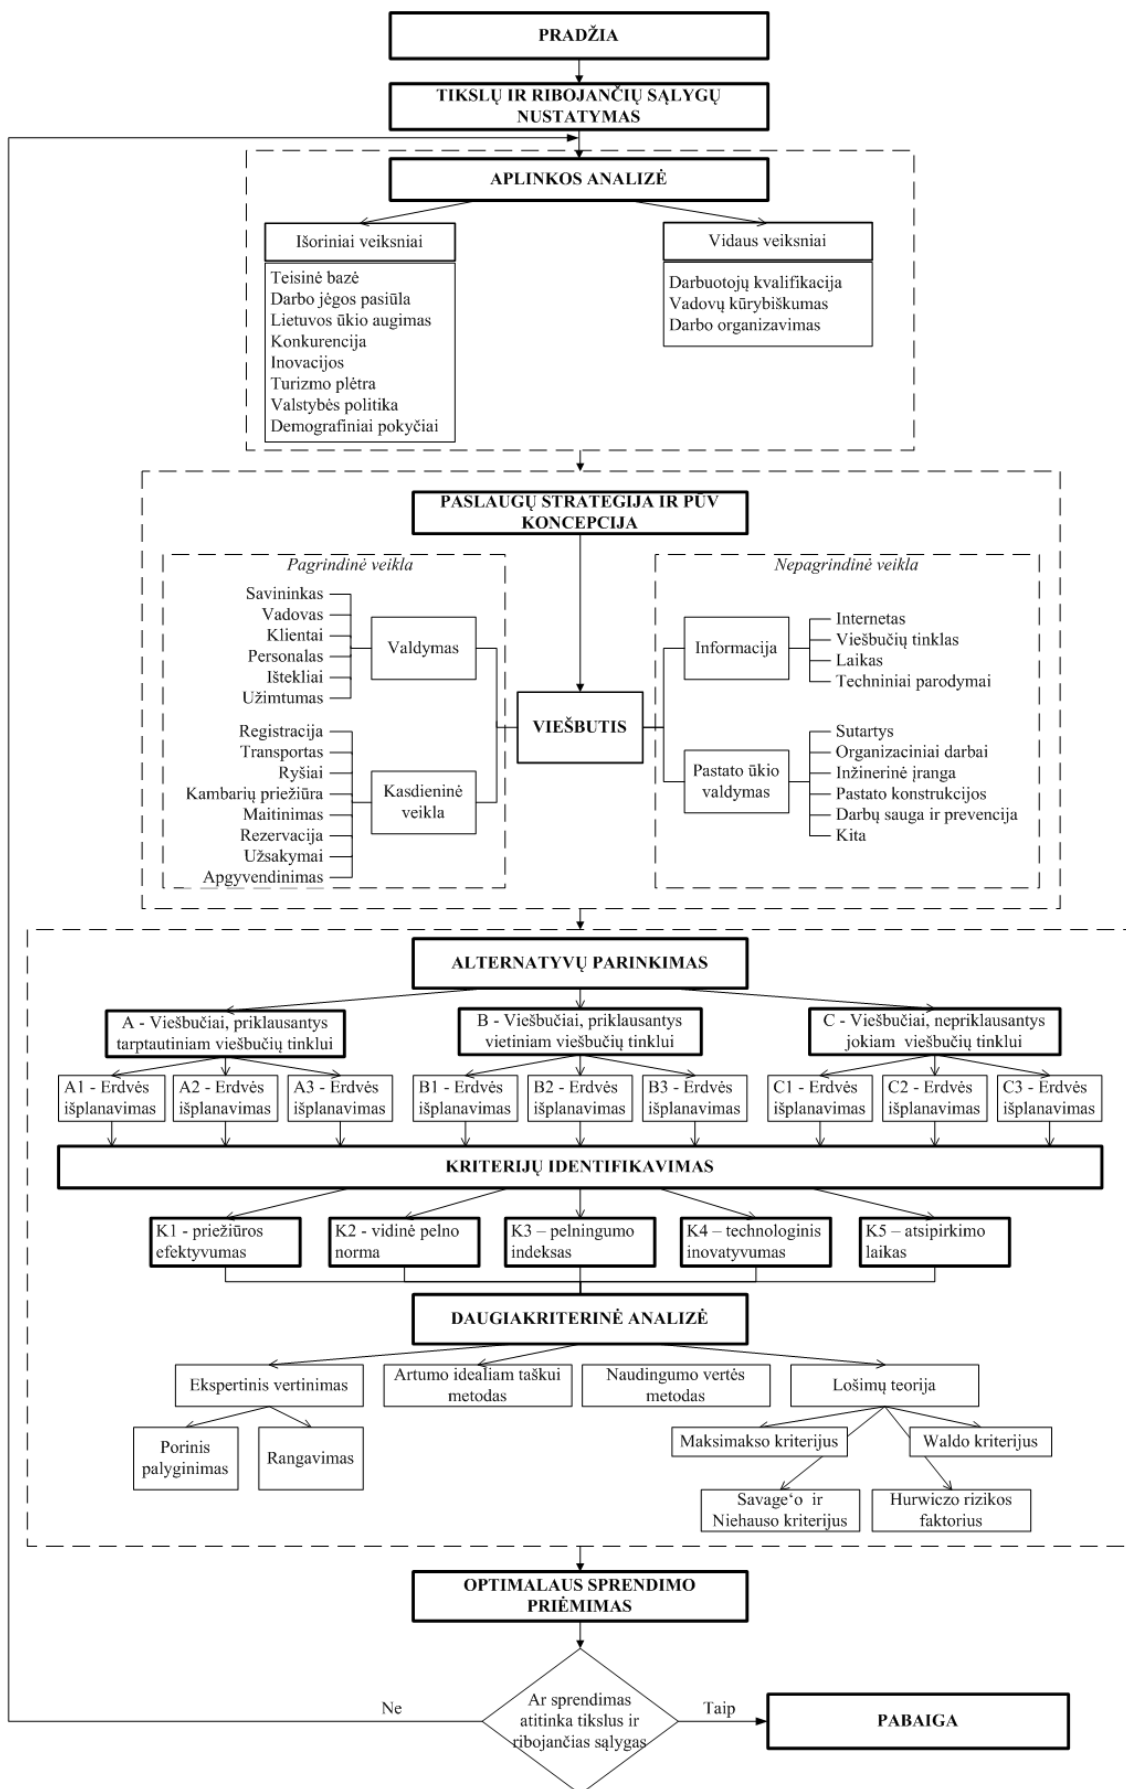 PRADŽIA
TIKSLŲ IR RIBOJANČIŲ SĄLYGŲ
NUSTATYMAS
APLINKOS ANALIZĖ
Išoriniai veiksniai
Teisinė bazė
Darbo jėgos pasiūla
Lietuvos ūkio augimas
Konkurencija
Inovacijos
Turizmo plėtra
Valstybės politika
Demografiniai pokyčiai
Vidaus veiksniai
Darbuotojų kvalifikacija
Vadovų kūrybiškumas
Darbo organizavimas
PASLAUGŲ STRATEGIJA IR PŪV
KONCEPCIJA
Pagrindinė veikla
Savininkas
Vadovas
Klientai
Personalas
Ištekliai
Užimtumas
Valdymas
Registracija
Transportas
Ryšiai
Kambarių priežiūra
Maitinimas
Rezervacija
Užsakymai
Apgyvendinimas
Kasdieninė
veikla
VIEŠBUTIS
Nepagrindinė veikla
Informacija
Internetas
Viešbučių tinklas
Laikas
Techniniai parodymai
Pastato ūkio
valdymas
Sutartys
Organizaciniai darbai
Inžinerinė įranga
Pastato konstrukcijos
Darbų sauga ir prevencija
Kita
ALTERNATYVŲ PARINKIMAS
A - Viešbučiai, priklausantys
tarptautiniam viešbučių tinklui
B - Viešbučiai, priklausantys
vietiniam viešbučių tinklui
C - Viešbučiai, nepriklausantys
jokiam viešbučių tinklui
A1 - Erdvės
išplanavimas
A2 - Erdvės
išplanavimas
A3 - Erdvės
išplanavimas
B1 - Erdvės
išplanavimas
B2 - Erdvės
išplanavimas
B3 - Erdvės
išplanavimas
C1 - Erdvės
išplanavimas
C2 - Erdvės
išplanavimas
C3 - Erdvės
išplanavimas
KRITERIJŲ IDENTIFIKAVIMAS
K1 - priežiūros
efektyvumas
K2 - vidinė pelno
norma
K3 – pelningumo
indeksas
K4 – technologinis
inovatyvumas
K5 – atsipirkimo
laikas
DAUGIAKRITERINĖ ANALIZĖ
Ekspertinis vertinimas
Artumo idealiam taškui
metodas
Naudingumo vertės
metodas
Lošimų teorija
Porinis
palyginimas
Rangavimas
Maksimakso kriterijus
Waldo kriterijus
Savage‘o ir
Niehauso kriterijus
Hurwiczo rizikos
faktorius
OPTIMALAUS SPRENDIMO
PRIĖMIMAS
Ar sprendimas
atitinka tikslus ir
ribojančias sąlygas
Ne
Taip
PABAIGA